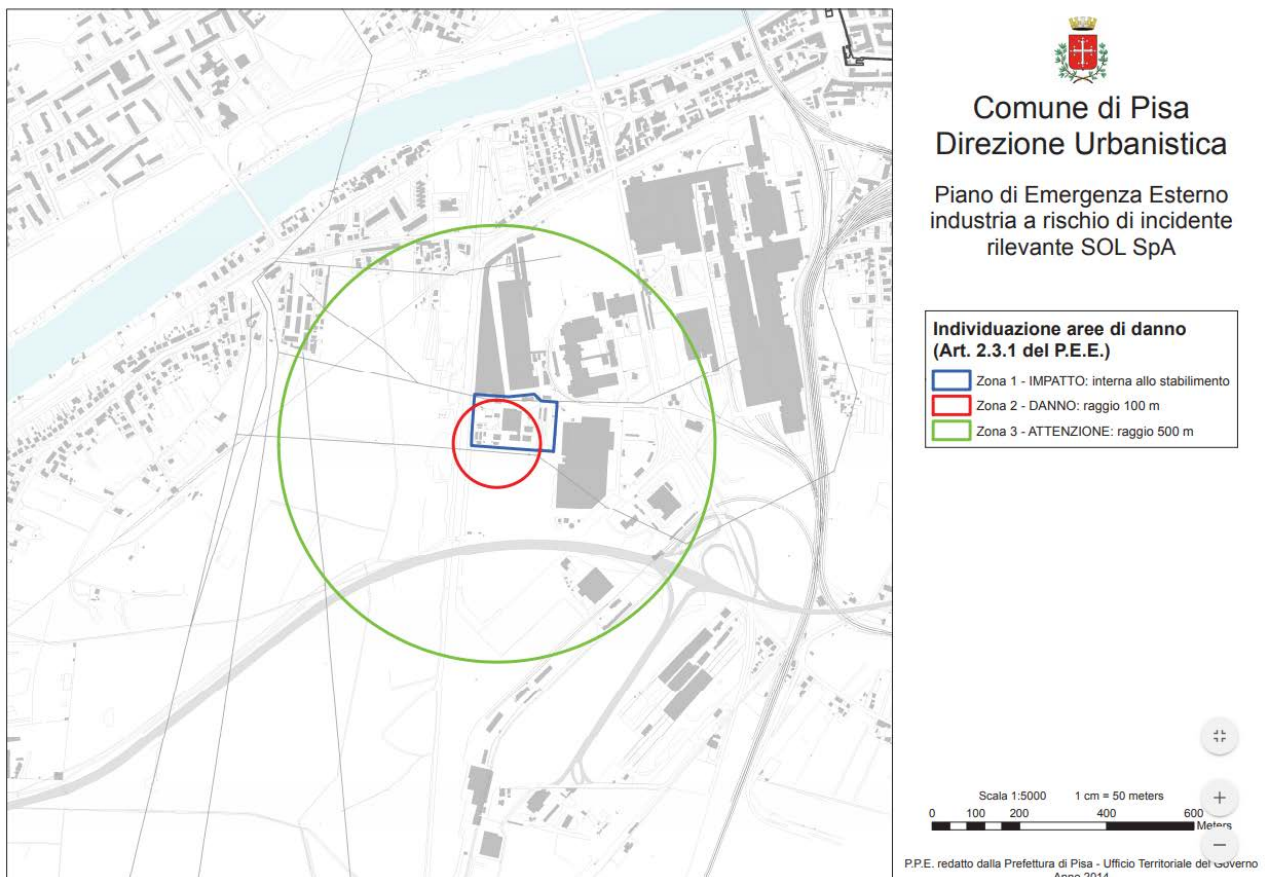 Comune di Pisa
Direzione Urbanistica
Piano di Emergenza Esterno
industria a rischio di incidente
rilevante SOL SpA
Individuazione aree di danno
(Art. 2.3.1 del P.E.E.)
Zona 1 - IMPATTO: interna allo stabilimento
Zona 2 - DANNO: raggio 100 m
Zona 3 - ATTENZIONE: raggio 500 m
Scala 1:5000 1 cm = 50 meters
0 100 200 400 600
Meters
P.P.E. redatto dalla Prefettura di Pisa - Ufficio Territoriale del Governo
Anno 2014